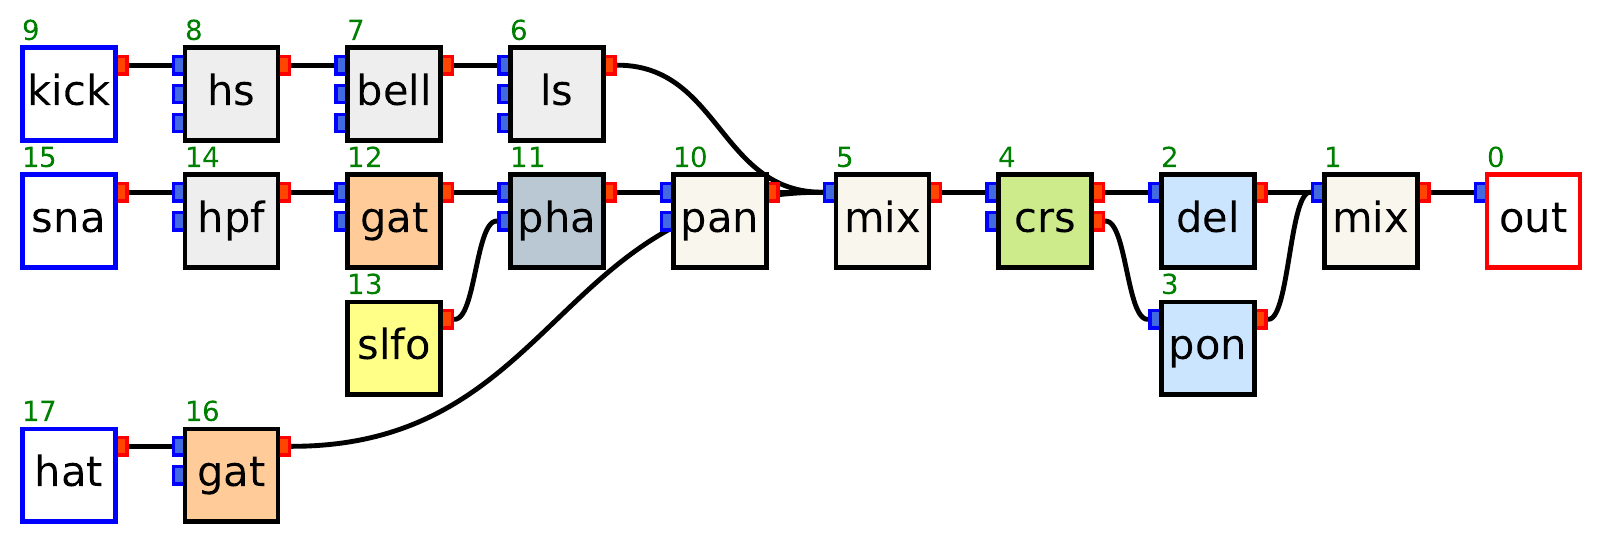 9 8 7 6
kick hs bell ls
15 14 12 11 10 5 4 2 1 0
sna hpf gat pha pan mix crs del mix out
13 3
slfo pon
17 16
hat gat